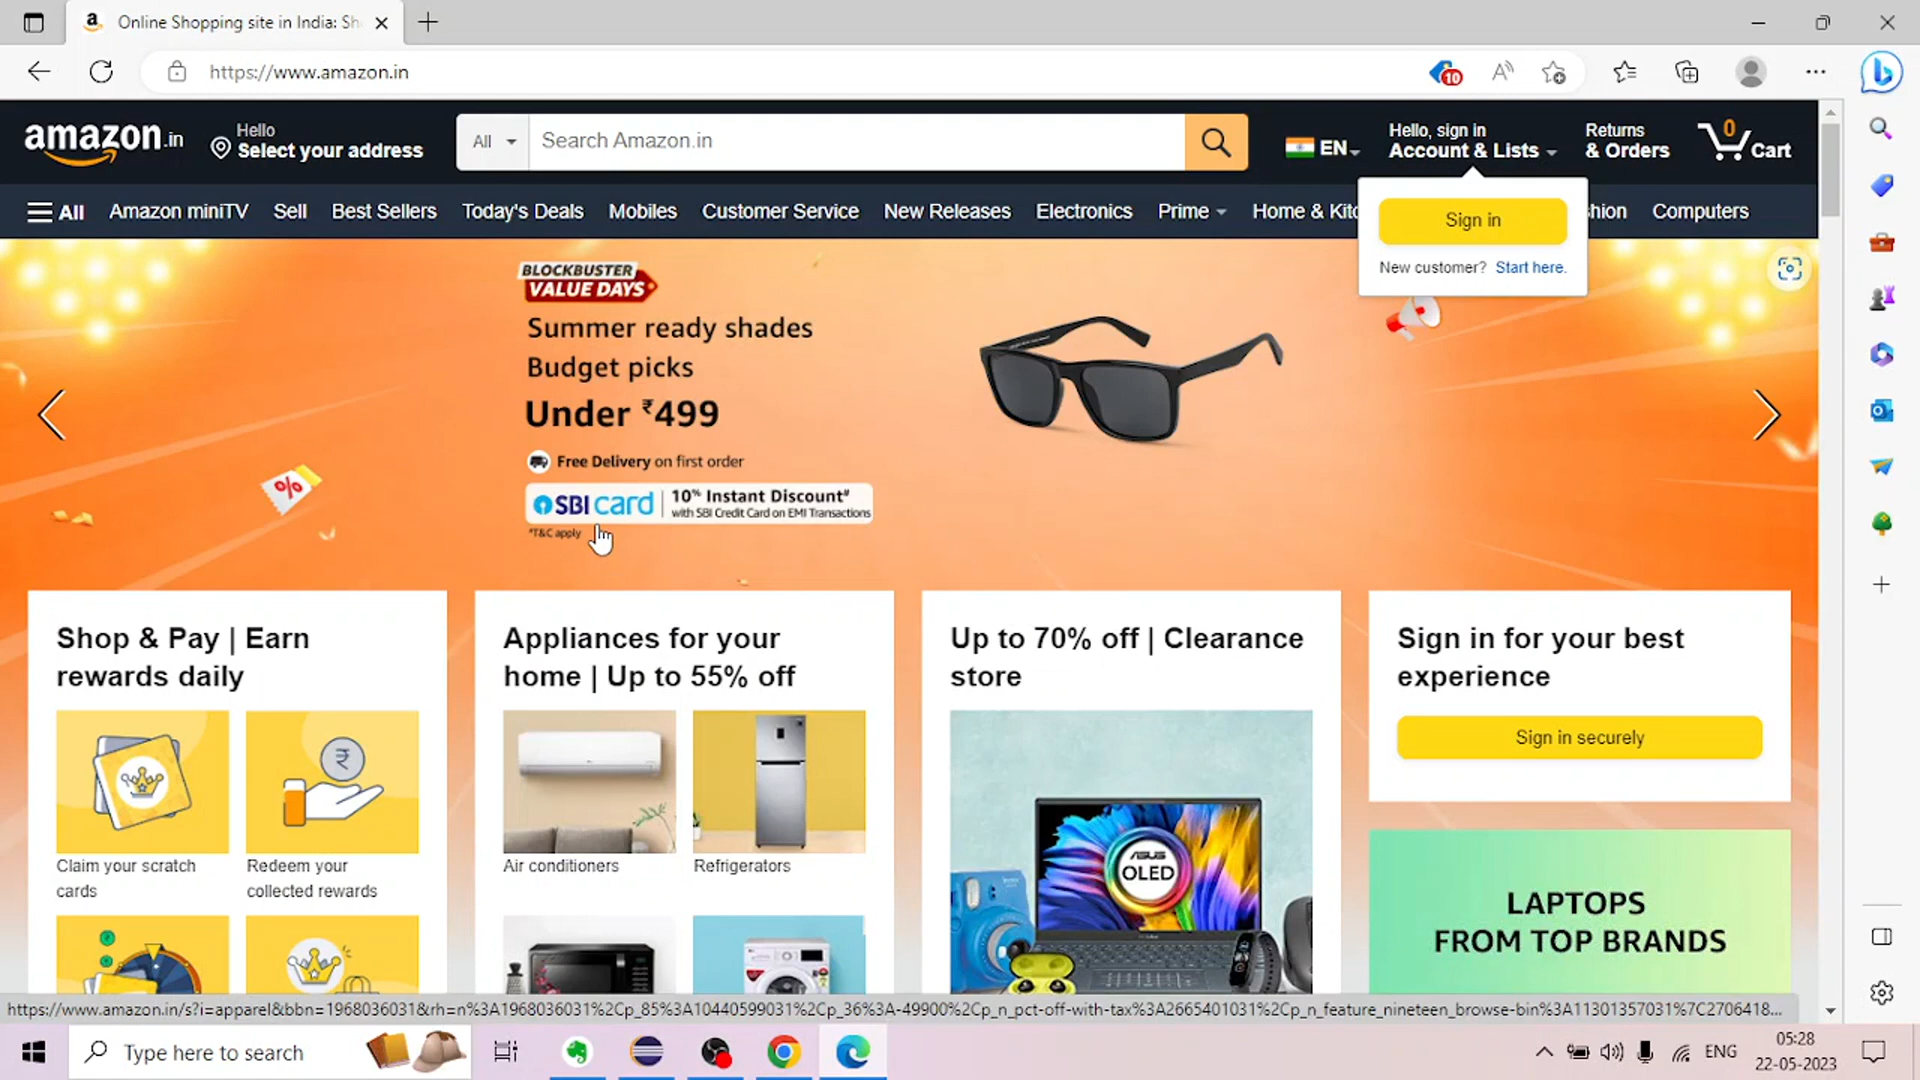 Online Shopping site in India: Sh
https://www.amazon.in
10
amazon.in
Hello
Select your address
All
Search Amazon.in
EN
Hello, sign in
Account & Lists
Returns
& Orders
0
Cart
All
Amazon miniTV
Sell
Best Sellers
Today's Deals
Mobiles
Customer Service
New Releases
Electronics
Prime
Home & Kitc
shion
Computers
Sign in
New customer? Start here.
BLOCKBUSTER
VALUE DAYS
Summer ready shades
Budget picks
Under ₹499
Free Delivery on first order
SBI card
10% Instant Discount#
with SBI Credit Card on EMI Transactions
*T&C apply
%
Shop & Pay | Earn
rewards daily
Claim your scratch
cards
Redeem your
collected rewards
Appliances for your
home | Up to 55% off
Air conditioners
Refrigerators
Up to 70% off | Clearance
store
ASUS
OLED
Sign in for your best
experience
Sign in securely
LAPTOPS
FROM TOP BRANDS
https://www.amazon.in/s?i=apparel&bbn=1968036031&rh=n%3A1968036031%2Cp_85%3A10440599031%2Cp_36%3A-49900%2Cp_n_pct-off-with-tax%3A2665401031%2Cp_n_feature_nineteen_browse-bin%3A11301357031%7C2706418...
Type here to search
ENG
05:28
22-05-2023